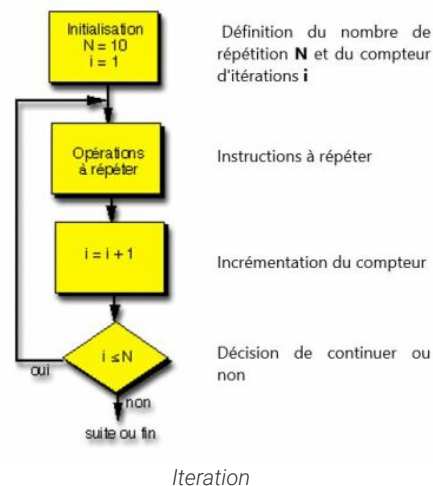 Initialisation
N = 10
i = 1
Définition du nombre de
répétition N et du compteur
d'itérations i
Opérations
à répéter
Instructions à répéter
i = i + 1
Incrémentation du compteur
i ≤ N
Décision de continuer ou
non
oui
non
suite ou fin
Iteration